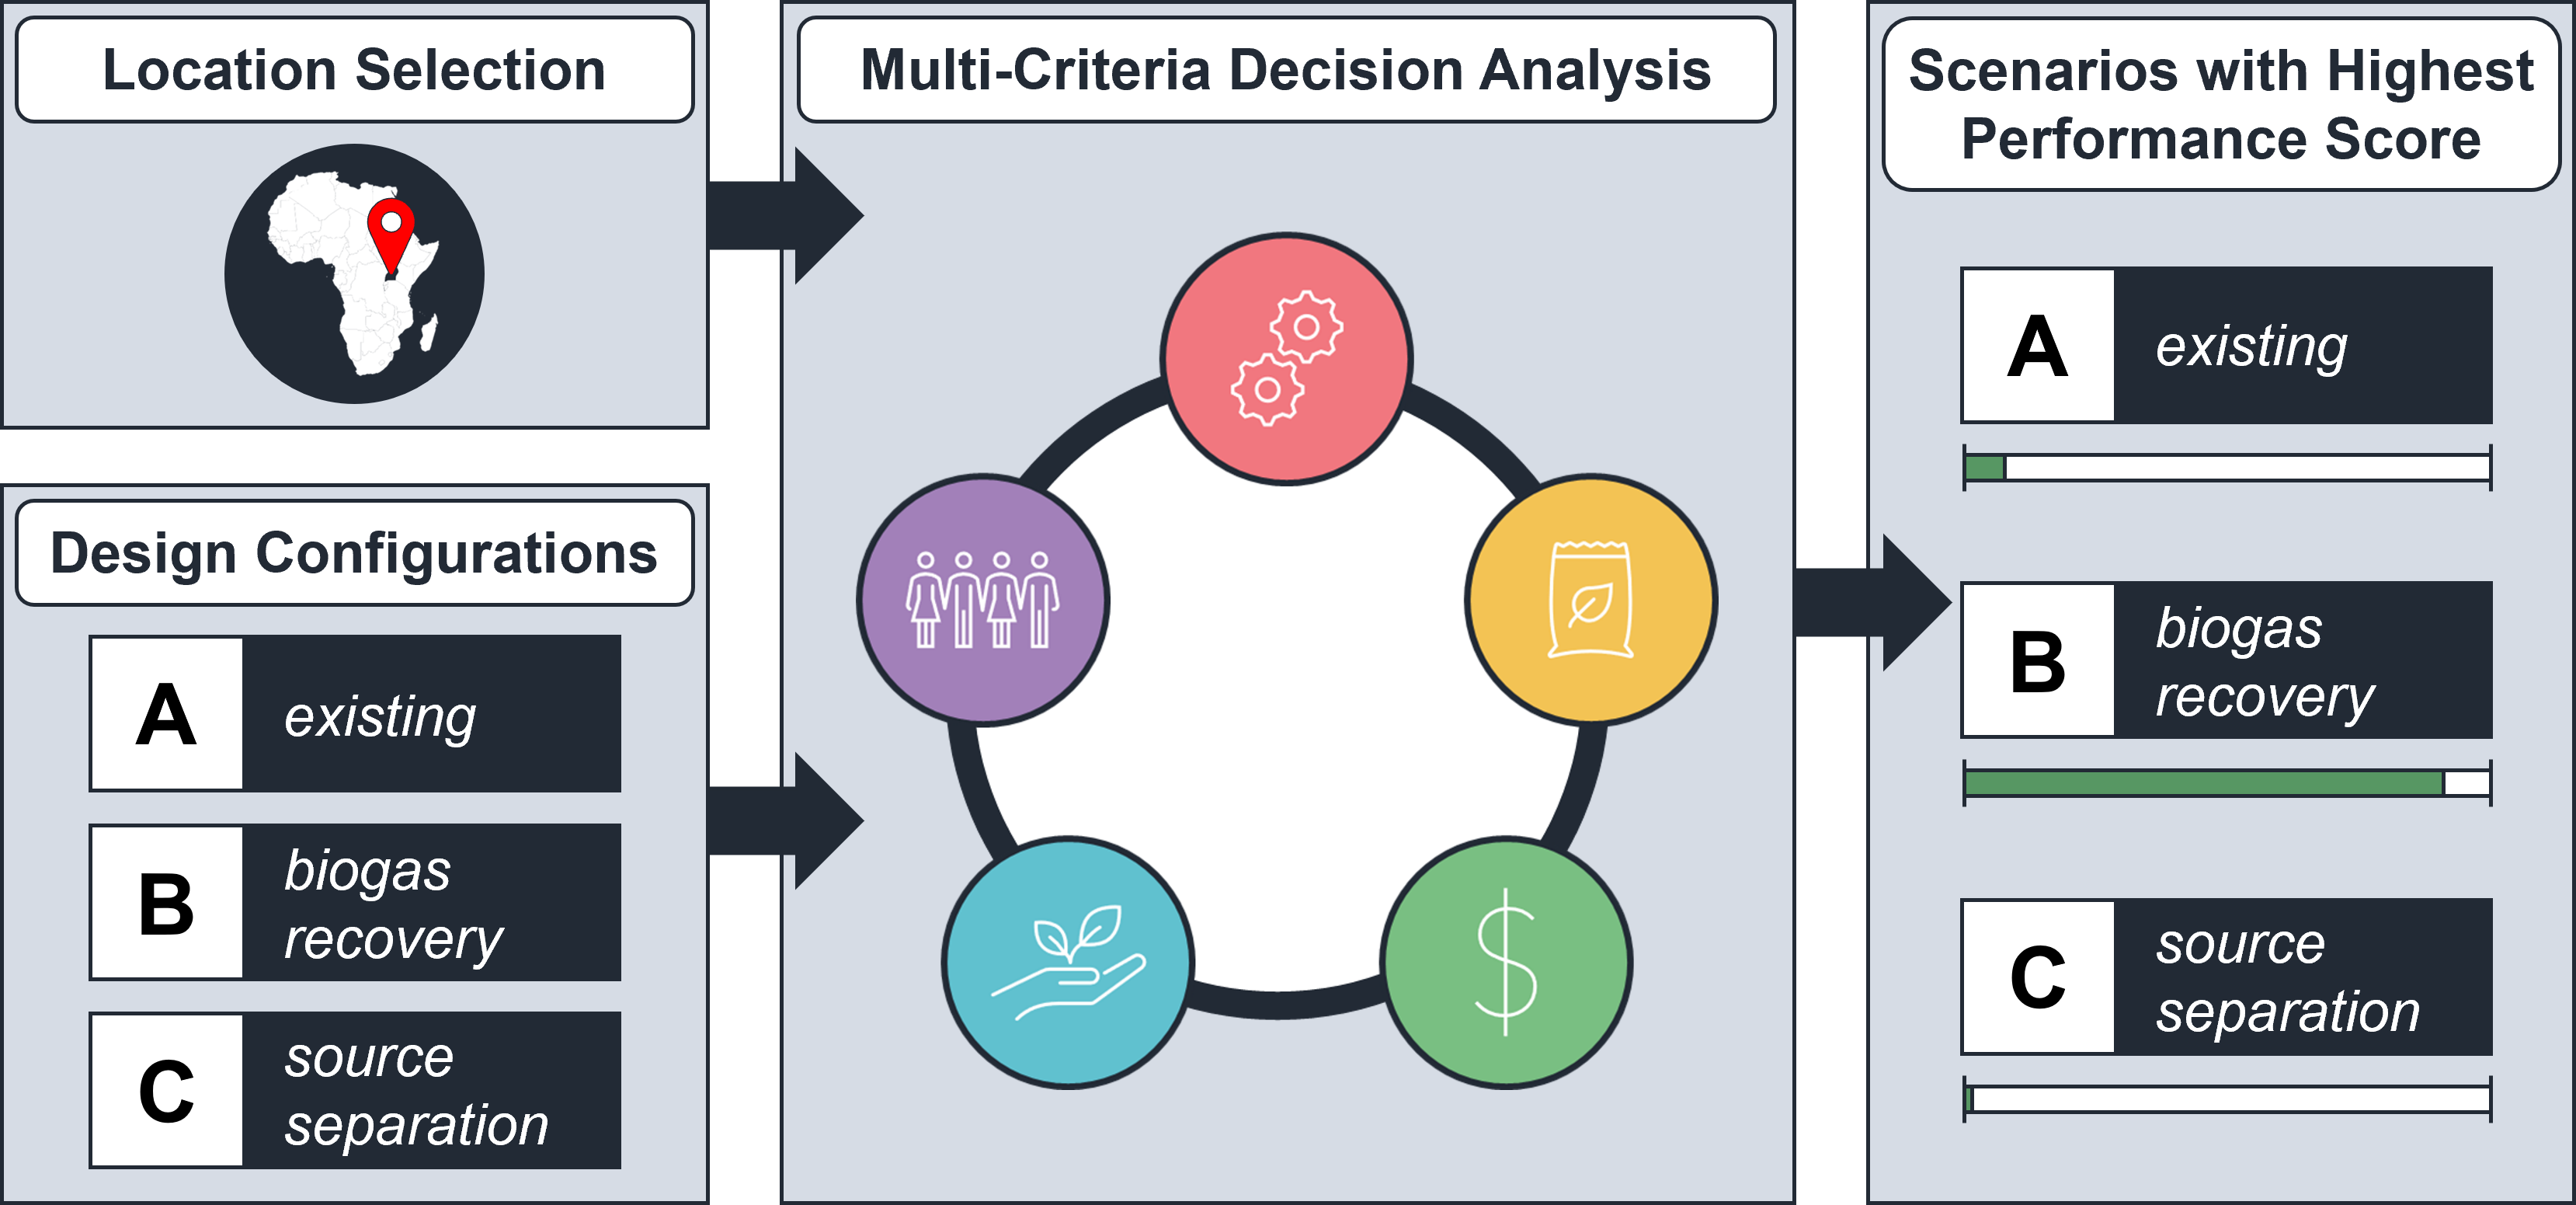 Location Selection
Design Configurations
A
existing
B
biogas
recovery
C
source
separation
Multi-Criteria Decision Analysis
Scenarios with Highest
Performance Score
A
existing
B
biogas
recovery
C
source
separation